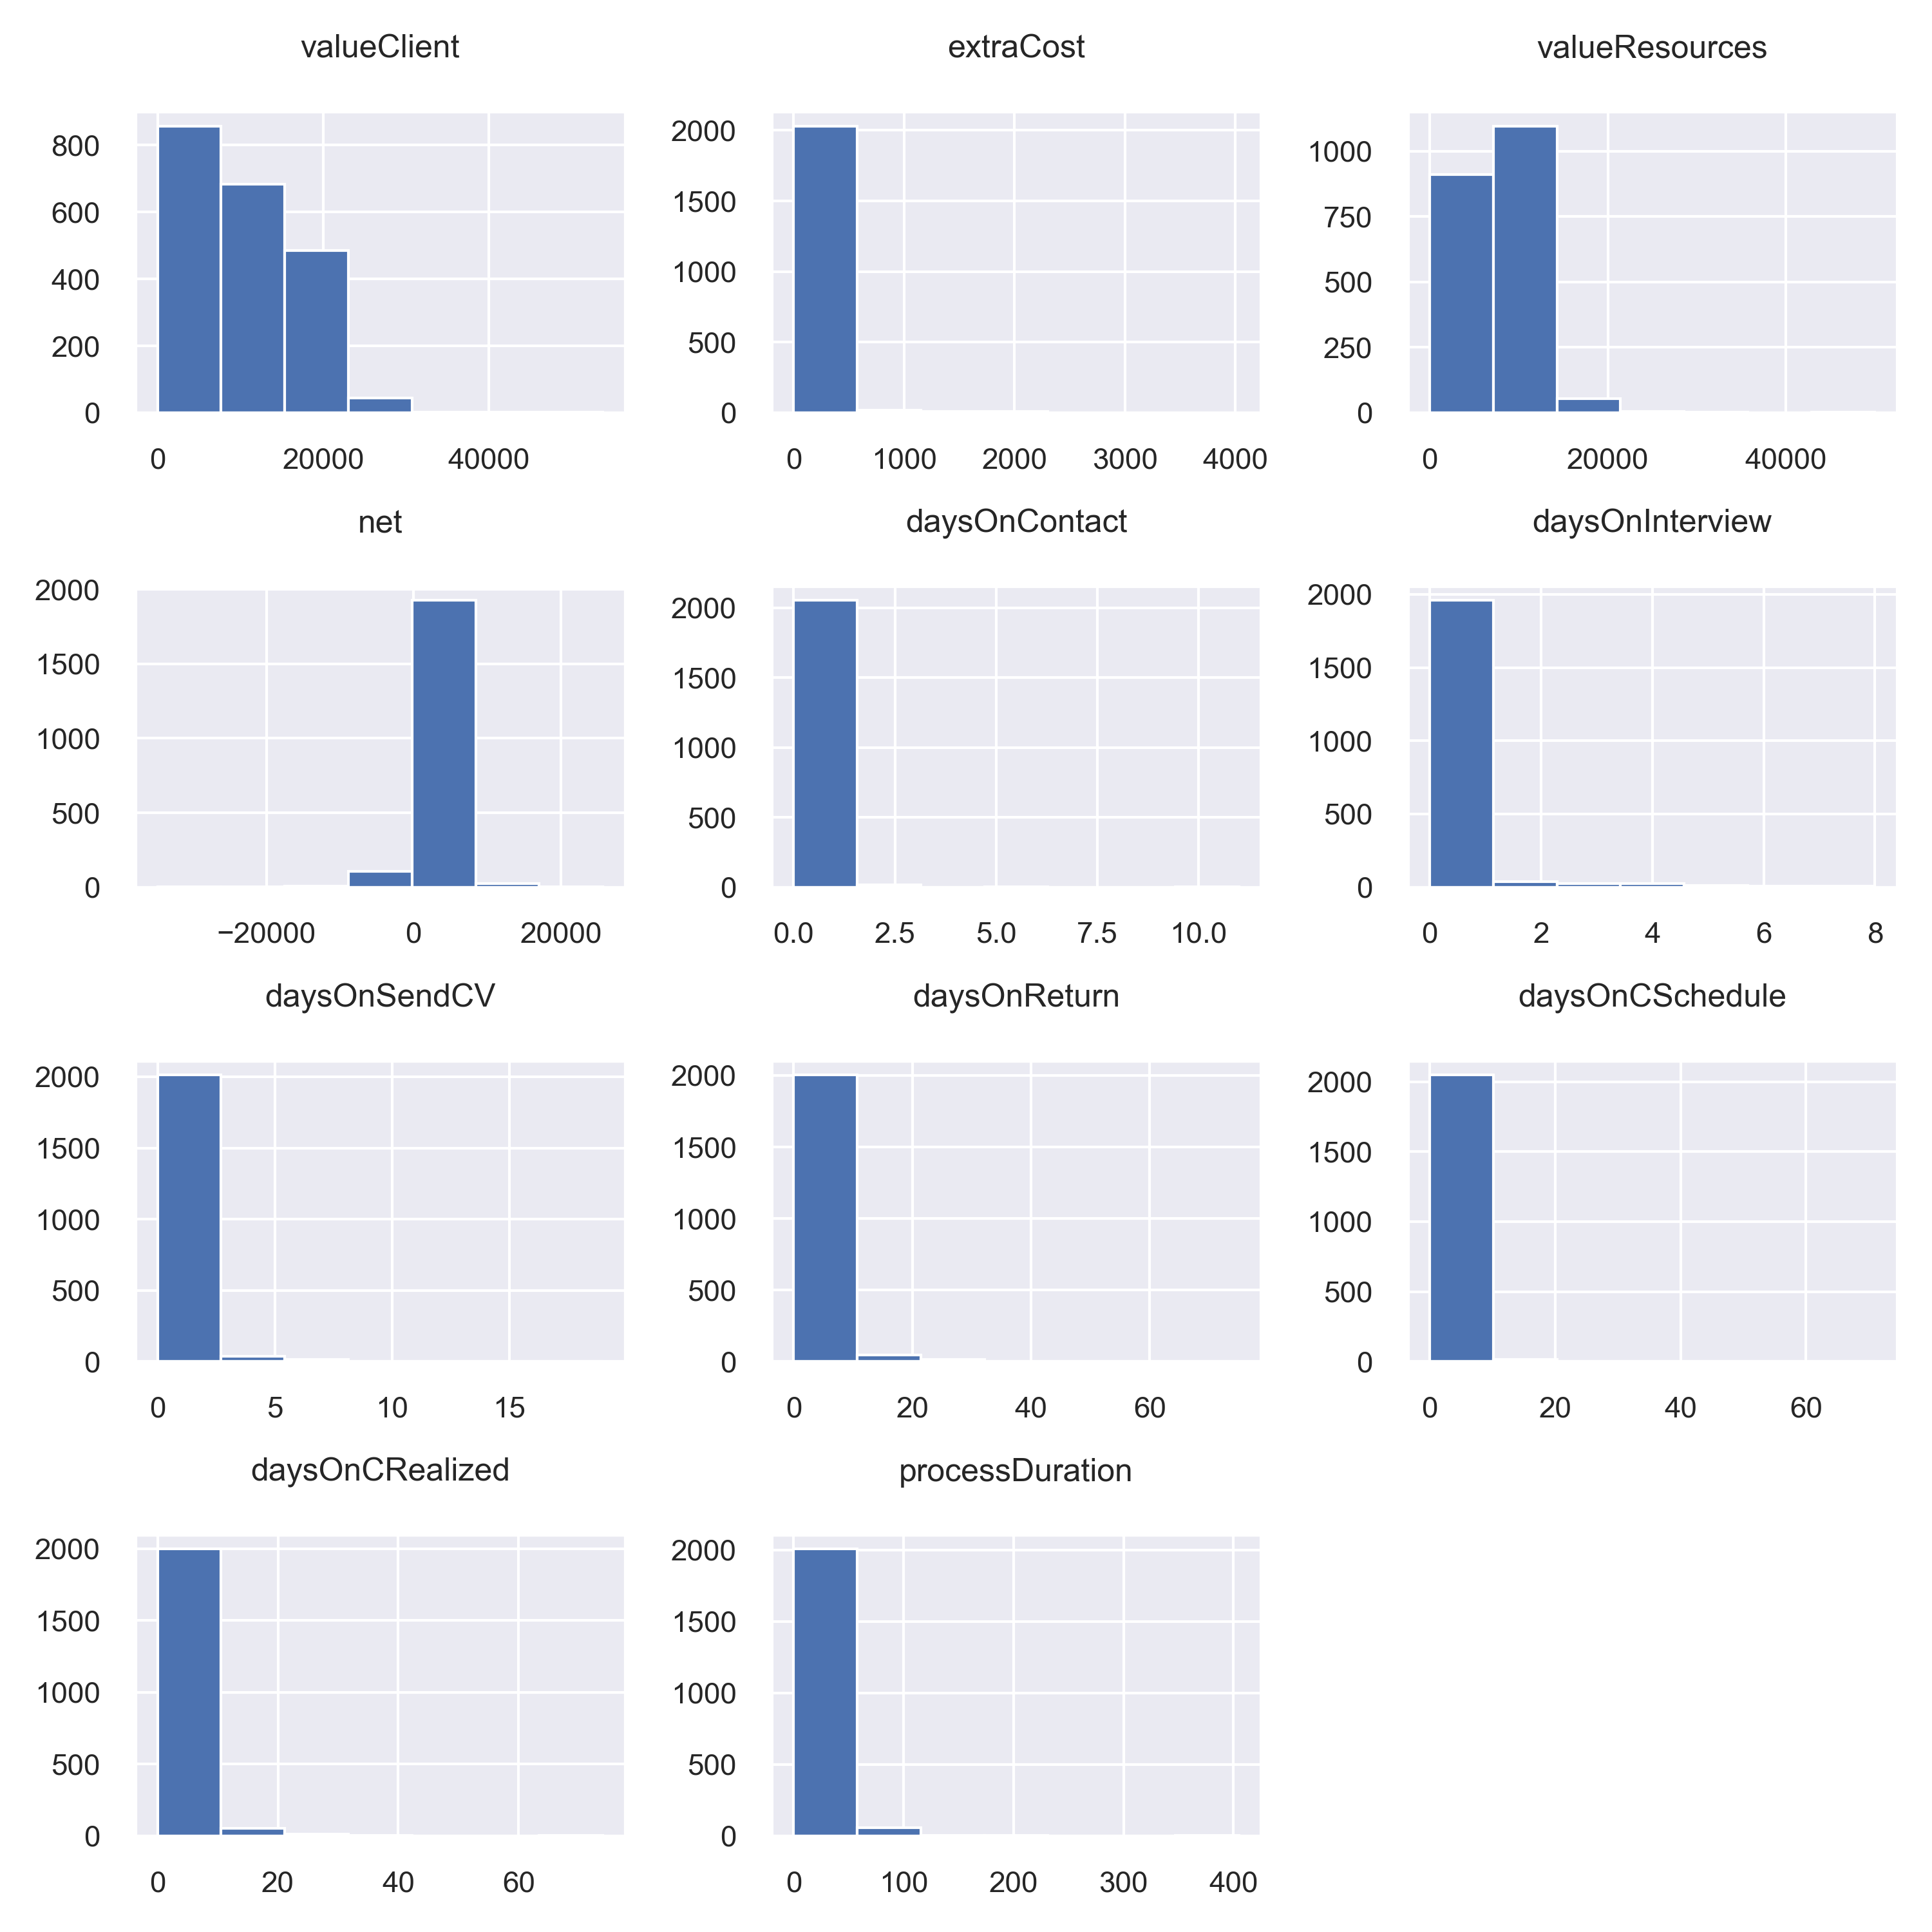 valueClient extraCost valueResources
800 2000 1000
600 1500 750
400 1000 500
200 500 250
0 0 0
0 20000 40000 0 1000 2000 3000 4000 0 20000 40000
net daysOnContact daysOnInterview
2000 2000 2000
1500 1500 1500
1000 1000 1000
500 500 500
0 0 0
−20000 0 20000 0.0 2.5 5.0 7.5 10.0 0 2 4 6 8
daysOnSendCV daysOnReturn daysOnCSchedule
2000 2000 2000
1500 1500 1500
1000 1000 1000
500 500 500
0 0 0
0 5 10 15 0 20 40 60 0 20 40 60
daysOnCRealized processDuration
2000 2000
1500 1500
1000 1000
500 500
0 0
0 20 40 60 0 100 200 300 400